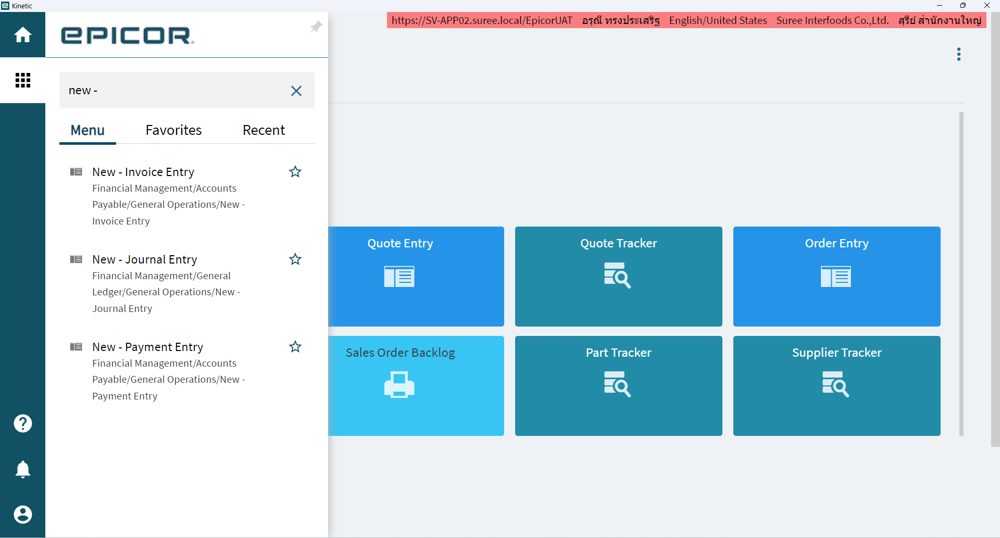 Kinetic
EPICOR
https://SV-APP02.suree.local/EpicorUAT อรุณี ทรงประเสริฐ English/United States Suree Interfoods Co.,Ltd. สุรีย์ สำนักงานใหญ่
new -
Menu Favorites Recent
New - Invoice Entry
Financial Management/Accounts
Payable/General Operations/New -
Invoice Entry
New - Journal Entry
Financial Management/General
Ledger/General Operations/New -
Journal Entry
New - Payment Entry
Financial Management/Accounts
Payable/General Operations/New -
Payment Entry
Quote Entry Quote Tracker Order Entry
Sales Order Backlog Part Tracker Supplier Tracker